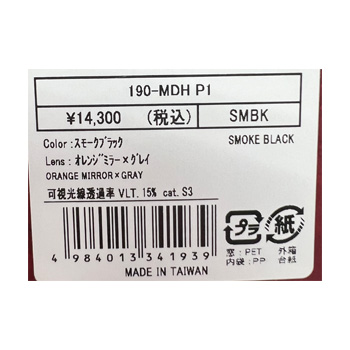 190-MDH P1
¥14,300 (税込) SMBK
Color:スモークブラック SMOKE BLACK
Lens:オレンジミラー×グレイ
ORANGE MIRROR×GRAY
可視光線透過率 VLT. 15% cat. S3
プラ 紙
窓:PET 外箱
内袋:PP 台紙
4 984013 341939
MADE IN TAIWAN